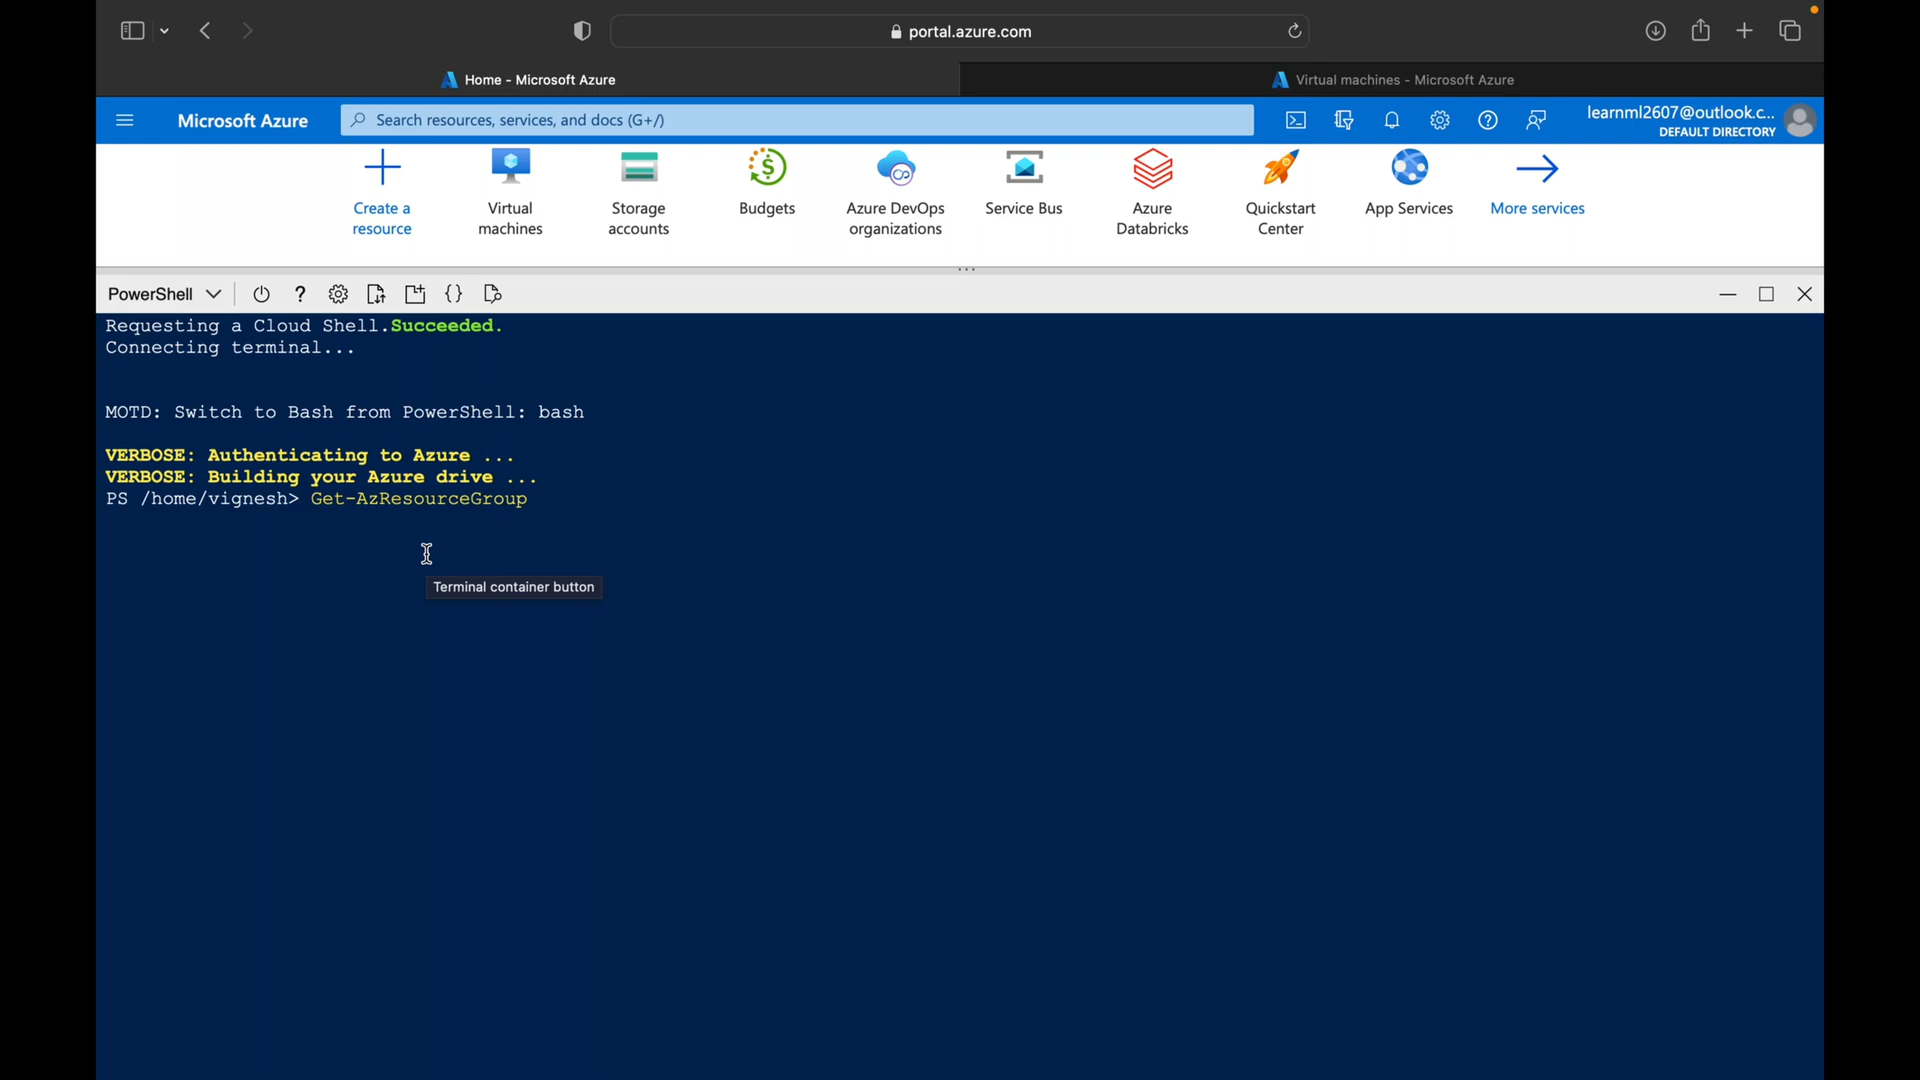 portal.azure.com
Home - Microsoft Azure
Virtual machines - Microsoft Azure
Microsoft Azure
Search resources, services, and docs (G+/)
learnml2607@outlook.c...
DEFAULT DIRECTORY
Create a
resource
Virtual
machines
Storage
accounts
Budgets
Azure DevOps
organizations
Service Bus
Azure
Databricks
Quickstart
Center
App Services
More services
PowerShell
Requesting a Cloud Shell.Succeeded.
Connecting terminal...
MOTD: Switch to Bash from PowerShell: bash
VERBOSE: Authenticating to Azure ...
VERBOSE: Building your Azure drive ...
PS /home/vignesh> Get-AzResourceGroup
Terminal container button